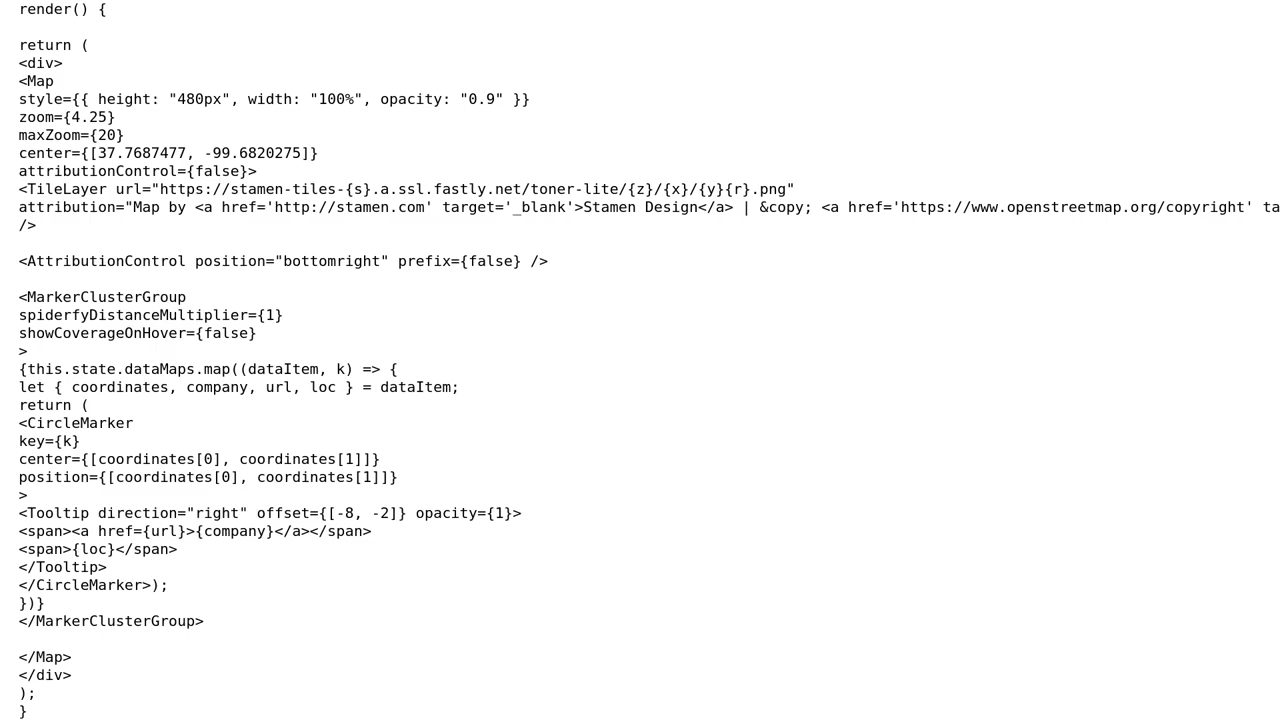 render() {
return (
<div>
<Map
style={{ height: "480px", width: "100%", opacity: "0.9" }}
zoom={4.25}
maxZoom={20}
center={[37.7687477, -99.6820275]}
attributionControl={false}>
<TileLayer url="https://stamen-tiles-{s}.a.ssl.fastly.net/toner-lite/{z}/{x}/{y}{r}.png"
attribution="Map by <a href='http://stamen.com' target='_blank'>Stamen Design</a> | &copy; <a href='https://www.openstreetmap.org/copyright' ta
/>
<AttributionControl position="bottomright" prefix={false} />
<MarkerClusterGroup
spiderfyDistanceMultiplier={1}
showCoverageOnHover={false}
>
{this.state.dataMaps.map((dataItem, k) => {
let { coordinates, company, url, loc } = dataItem;
return (
<CircleMarker
key={k}
center={[coordinates[0], coordinates[1]]}
position={[coordinates[0], coordinates[1]]}
>
<Tooltip direction="right" offset={[-8, -2]} opacity={1}>
<span><a href={url}>{company}</a></span>
<span>{loc}</span>
</Tooltip>
</CircleMarker>);
})}
</MarkerClusterGroup>
</Map>
</div>
);
}